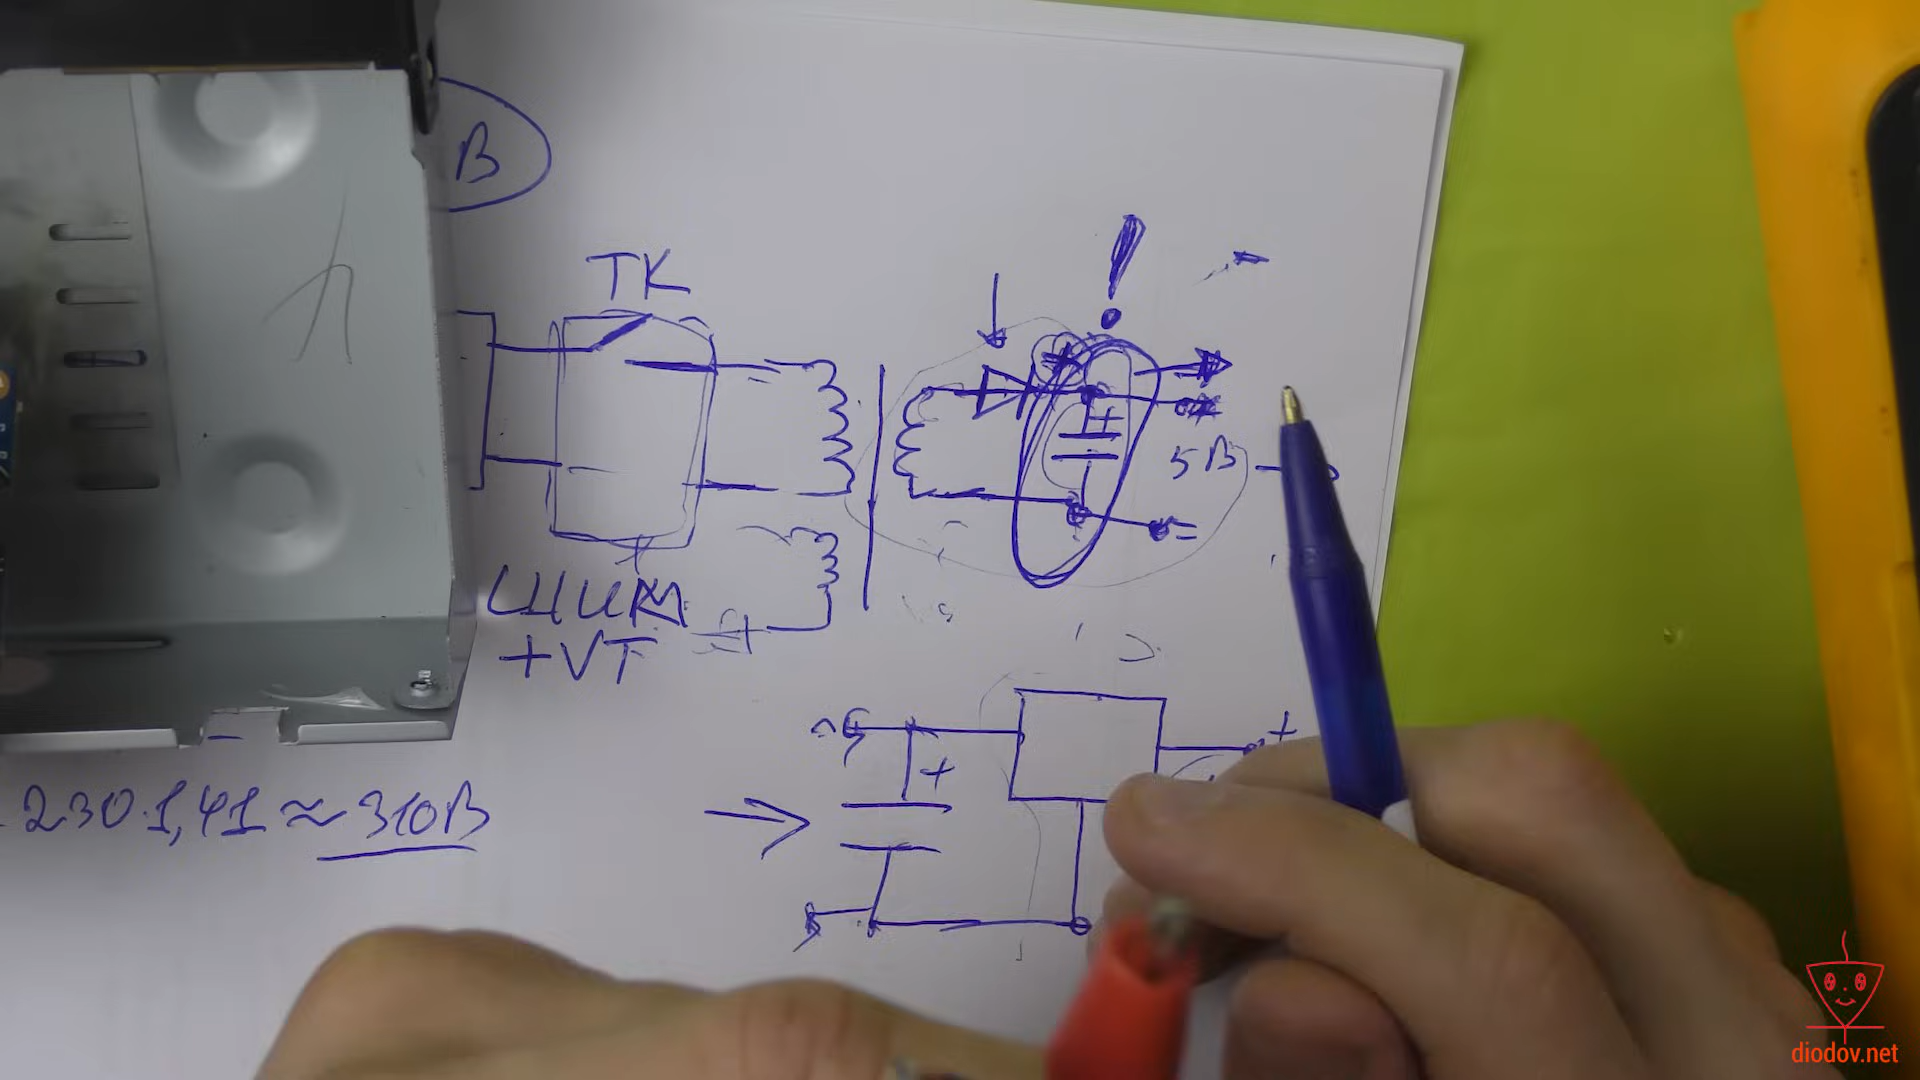 В
ТК
!
+
5В
ШИМ
+VT
+
+
230·1,41≈310В
diodov.net